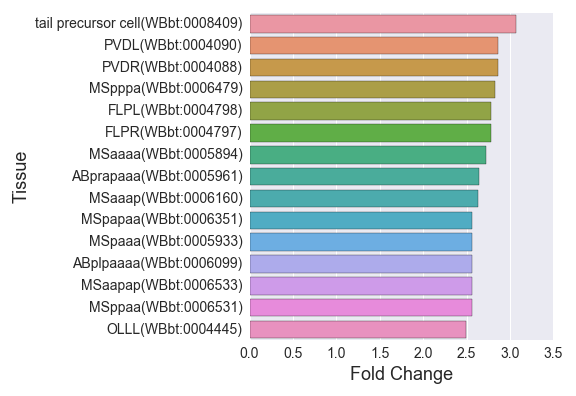 tail precursor cell(WBbt:0008409)
PVDL(WBbt:0004090)
PVDR(WBbt:0004088)
MSpppa(WBbt:0006479)
FLPL(WBbt:0004798)
FLPR(WBbt:0004797)
MSaaaa(WBbt:0005894)
ABprapaaa(WBbt:0005961)
MSaaap(WBbt:0006160)
MSpapaa(WBbt:0006351)
MSpaaa(WBbt:0005933)
ABplpaaaa(WBbt:0006099)
MSaapap(WBbt:0006533)
MSppaa(WBbt:0006531)
OLLL(WBbt:0004445)
Tissue
0.0 0.5 1.0 1.5 2.0 2.5 3.0 3.5
Fold Change